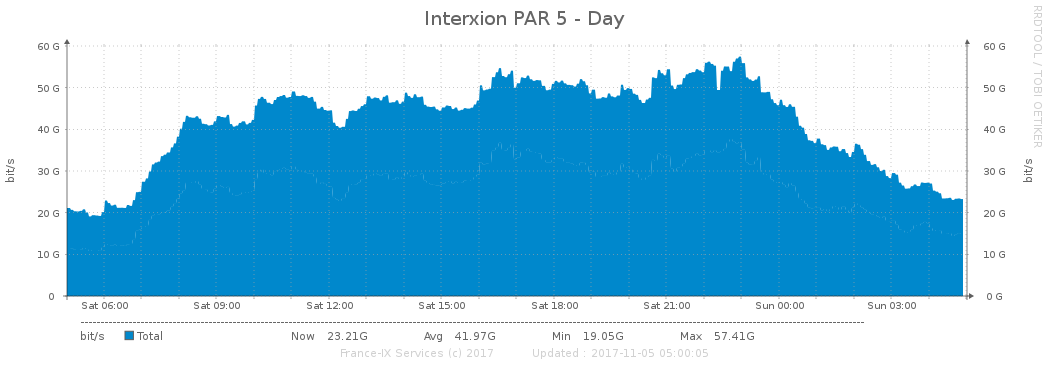 Interxion PAR 5 - Day
RRDTOOL / TOBI OETIKER
60 G 60 G
50 G 50 G
40 G 40 G
30 G 30 G
20 G 20 G
10 G 10 G
0 0 G
bit/s bit/s
Sat 06:00 Sat 09:00 Sat 12:00 Sat 15:00 Sat 18:00 Sat 21:00 Sun 00:00 Sun 03:00
bit/s Total Now 23.21G Avg 41.97G Min 19.05G Max 57.41G
France-IX Services (c) 2017 Updated : 2017-11-05 05:00:05